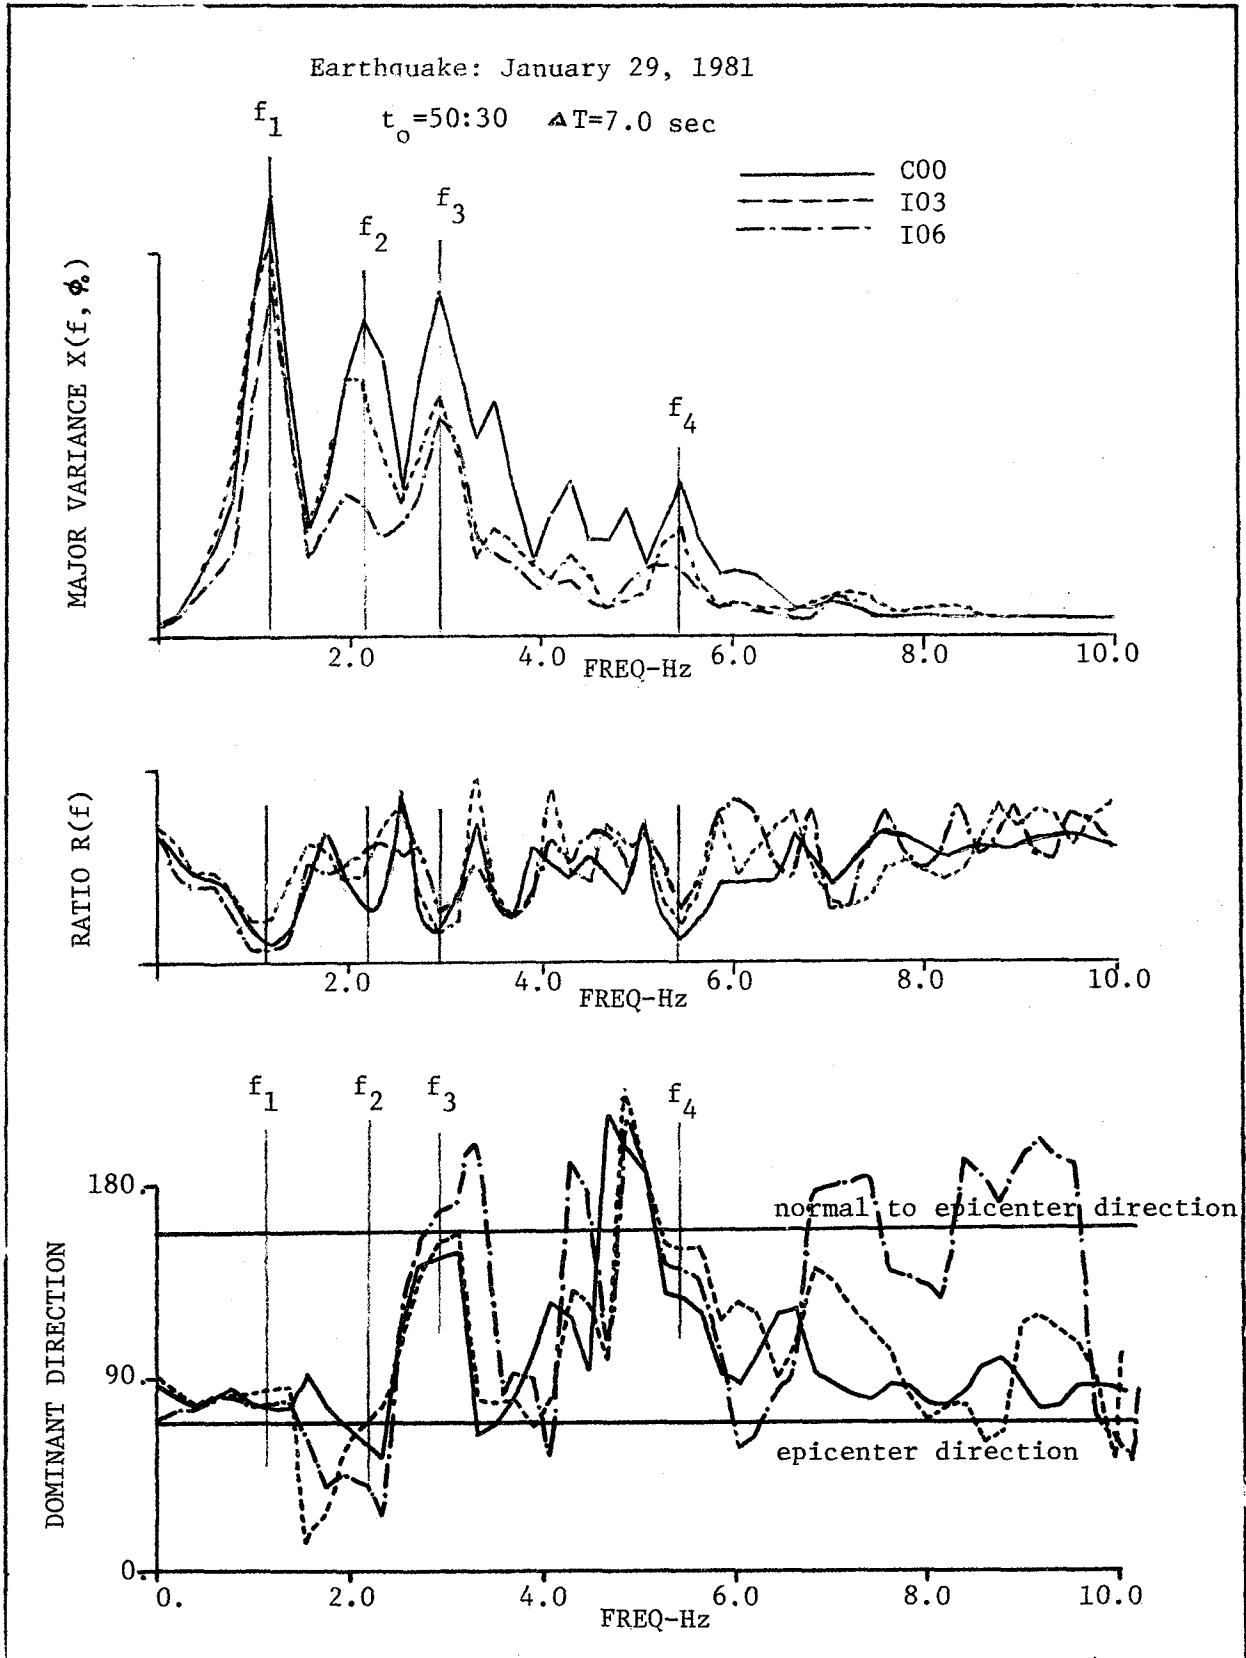 Earthquake: January 29, 1981
t₀=50:30 ΔT=7.0 sec
f₁
f₂
f₃
f₄
C00
I03
I06
MAJOR VARIANCE X(f, ϕ₀)
2.0 4.0 6.0 8.0 10.0
FREQ-Hz
RATIO R(f)
2.0 4.0 6.0 8.0 10.0
FREQ-Hz
f₁ f₂ f₃ f₄
180.
90.
0.
DOMINANT DIRECTION
normal to epicenter direction
epicenter direction
0. 2.0 4.0 6.0 8.0 10.0
FREQ-Hz